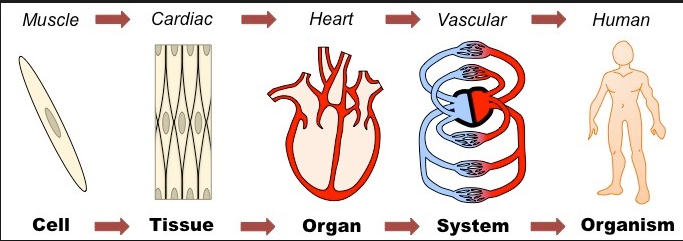 Muscle Cardiac Heart Vascular Human
Cell Tissue Organ System Organism